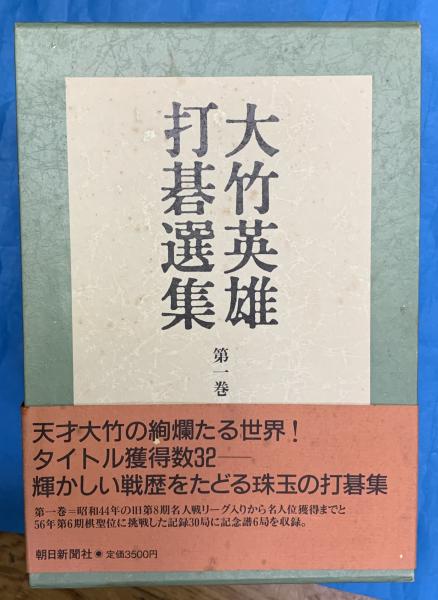 大竹英雄
打碁選集
第一巻
天才大竹の絢爛たる世界!
タイトル獲得数32——
輝かしい戦歴をたどる珠玉の打碁集
第一巻=昭和44年の旧第8期名人戦リーグ入りから名人位獲得までと
56年第6期棋聖位に挑戦した記録30局に記念譜6局を収録。
朝日新聞社● 定価3500円